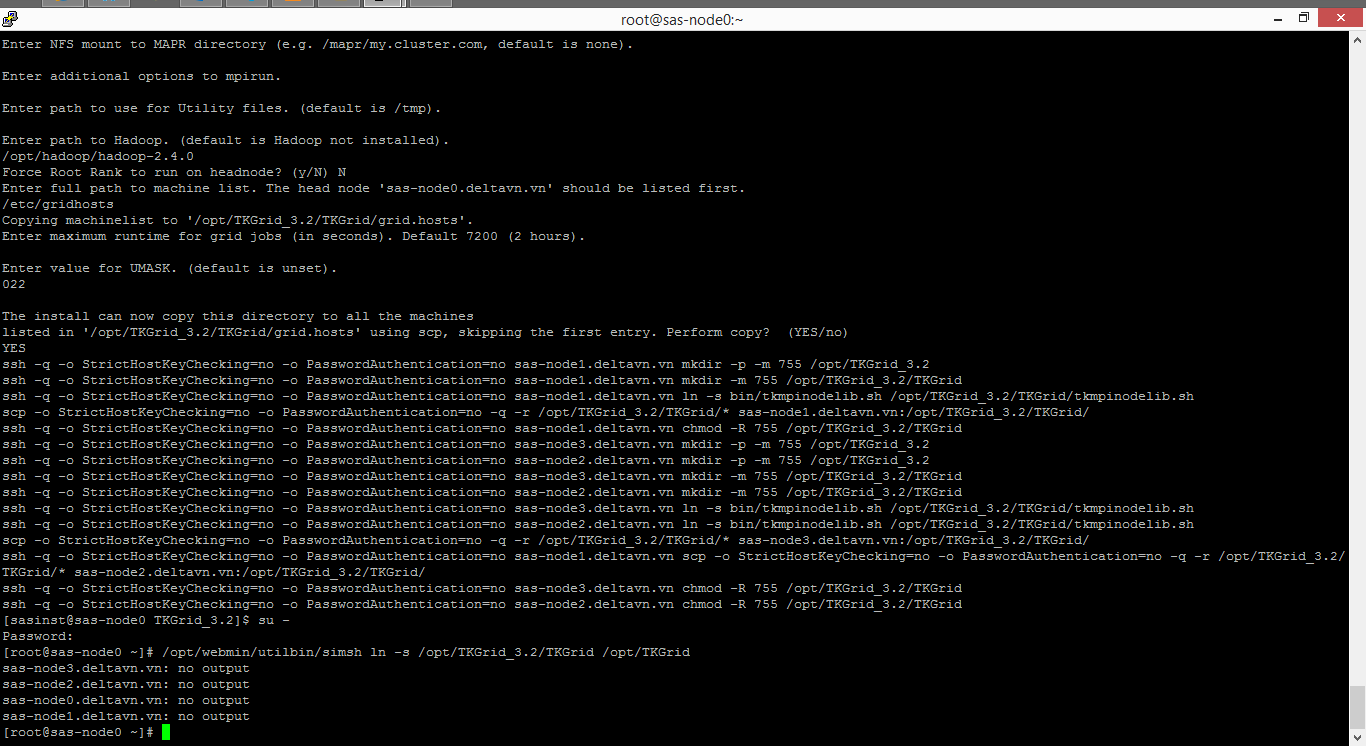 root@sas-node0:~
Enter NFS mount to MAPR directory (e.g. /mapr/my.cluster.com, default is none).
Enter additional options to mpirun.
Enter path to use for Utility files. (default is /tmp).
Enter path to Hadoop. (default is Hadoop not installed).
/opt/hadoop/hadoop-2.4.0
Force Root Rank to run on headnode? (y/N) N
Enter full path to machine list. The head node 'sas-node0.deltavn.vn' should be listed first.
/etc/gridhosts
Copying machinelist to '/opt/TKGrid_3.2/TKGrid/grid.hosts'.
Enter maximum runtime for grid jobs (in seconds). Default 7200 (2 hours).
Enter value for UMASK. (default is unset).
022
The install can now copy this directory to all the machines
listed in '/opt/TKGrid_3.2/TKGrid/grid.hosts' using scp, skipping the first entry. Perform copy?  (YES/no)
YES
ssh -q -o StrictHostKeyChecking=no -o PasswordAuthentication=no sas-node1.deltavn.vn mkdir -p -m 755 /opt/TKGrid_3.2
ssh -q -o StrictHostKeyChecking=no -o PasswordAuthentication=no sas-node1.deltavn.vn mkdir -m 755 /opt/TKGrid_3.2/TKGrid
ssh -q -o StrictHostKeyChecking=no -o PasswordAuthentication=no sas-node1.deltavn.vn ln -s bin/tkmpinodelib.sh /opt/TKGrid_3.2/TKGrid/tkmpinodelib.sh
scp -o StrictHostKeyChecking=no -o PasswordAuthentication=no -q -r /opt/TKGrid_3.2/TKGrid/* sas-node1.deltavn.vn:/opt/TKGrid_3.2/TKGrid/
ssh -q -o StrictHostKeyChecking=no -o PasswordAuthentication=no sas-node1.deltavn.vn chmod -R 755 /opt/TKGrid_3.2/TKGrid
ssh -q -o StrictHostKeyChecking=no -o PasswordAuthentication=no sas-node3.deltavn.vn mkdir -p -m 755 /opt/TKGrid_3.2
ssh -q -o StrictHostKeyChecking=no -o PasswordAuthentication=no sas-node2.deltavn.vn mkdir -p -m 755 /opt/TKGrid_3.2
ssh -q -o StrictHostKeyChecking=no -o PasswordAuthentication=no sas-node3.deltavn.vn mkdir -m 755 /opt/TKGrid_3.2/TKGrid
ssh -q -o StrictHostKeyChecking=no -o PasswordAuthentication=no sas-node2.deltavn.vn mkdir -m 755 /opt/TKGrid_3.2/TKGrid
ssh -q -o StrictHostKeyChecking=no -o PasswordAuthentication=no sas-node3.deltavn.vn ln -s bin/tkmpinodelib.sh /opt/TKGrid_3.2/TKGrid/tkmpinodelib.sh
ssh -q -o StrictHostKeyChecking=no -o PasswordAuthentication=no sas-node2.deltavn.vn ln -s bin/tkmpinodelib.sh /opt/TKGrid_3.2/TKGrid/tkmpinodelib.sh
scp -o StrictHostKeyChecking=no -o PasswordAuthentication=no -q -r /opt/TKGrid_3.2/TKGrid/* sas-node3.deltavn.vn:/opt/TKGrid_3.2/TKGrid/
ssh -q -o StrictHostKeyChecking=no -o PasswordAuthentication=no sas-node1.deltavn.vn scp -o StrictHostKeyChecking=no -o PasswordAuthentication=no -q -r /opt/TKGrid_3.2/
TKGrid/* sas-node2.deltavn.vn:/opt/TKGrid_3.2/TKGrid/
ssh -q -o StrictHostKeyChecking=no -o PasswordAuthentication=no sas-node3.deltavn.vn chmod -R 755 /opt/TKGrid_3.2/TKGrid
ssh -q -o StrictHostKeyChecking=no -o PasswordAuthentication=no sas-node2.deltavn.vn chmod -R 755 /opt/TKGrid_3.2/TKGrid
[sasinst@sas-node0 TKGrid_3.2]$ su -
Password:
[root@sas-node0 ~]# /opt/webmin/utilbin/simsh ln -s /opt/TKGrid_3.2/TKGrid /opt/TKGrid
sas-node3.deltavn.vn: no output
sas-node2.deltavn.vn: no output
sas-node0.deltavn.vn: no output
sas-node1.deltavn.vn: no output
[root@sas-node0 ~]#